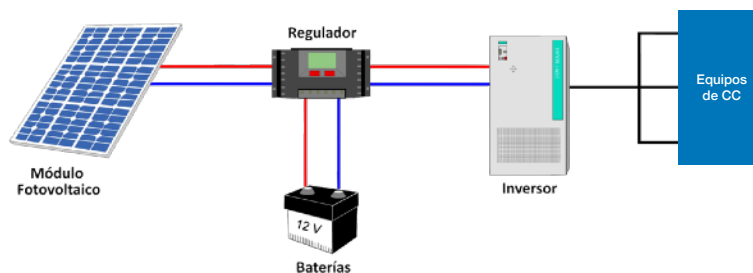 Regulador
Equipos
de CC
Módulo
Fotovoltaico
Inversor
12 V
Baterías